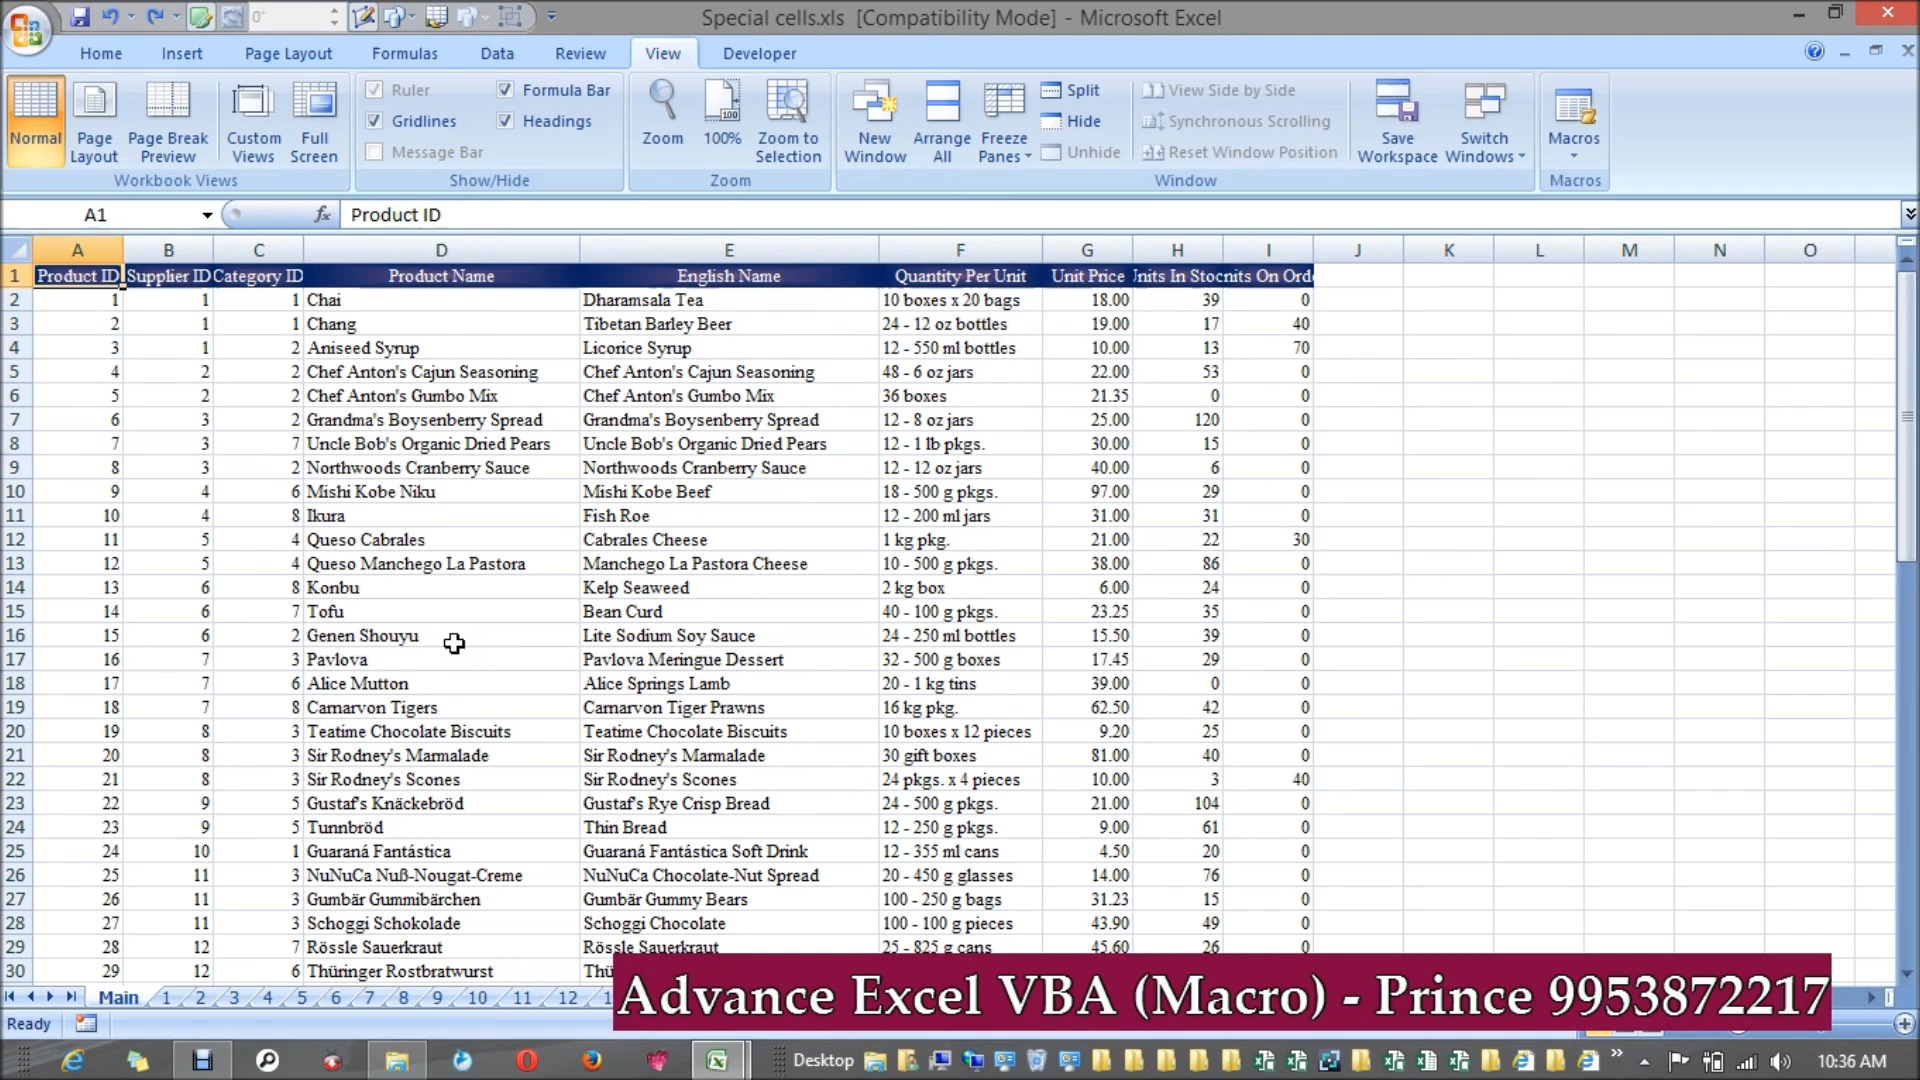 Special cells.xls [Compatibility Mode] - Microsoft Excel
Home Insert Page Layout Formulas Data Review View Developer
Normal Page Layout Page Break Preview Custom Views Full Screen
Workbook Views
Ruler Formula Bar
Gridlines Headings
Message Bar
Show/Hide
Zoom 100% Zoom to Selection
Zoom
New Window Arrange All Freeze Panes
Split View Side by Side
Hide Synchronous Scrolling
Unhide Reset Window Position
Window
Save Workspace Switch Windows
Macros
Macros
A1 fx Product ID
A B C D E F G H I J K L M N O
1 Product ID Supplier ID Category ID Product Name English Name Quantity Per Unit Unit Price Units In Stoc nits On Orde
2 1 1 1 Chai Dharamsala Tea 10 boxes x 20 bags 18.00 39 0
3 2 1 1 Chang Tibetan Barley Beer 24 - 12 oz bottles 19.00 17 40
4 3 1 2 Aniseed Syrup Licorice Syrup 12 - 550 ml bottles 10.00 13 70
5 4 2 2 Chef Anton's Cajun Seasoning Chef Anton's Cajun Seasoning 48 - 6 oz jars 22.00 53 0
6 5 2 2 Chef Anton's Gumbo Mix Chef Anton's Gumbo Mix 36 boxes 21.35 0 0
7 6 3 2 Grandma's Boysenberry Spread Grandma's Boysenberry Spread 12 - 8 oz jars 25.00 120 0
8 7 3 7 Uncle Bob's Organic Dried Pears Uncle Bob's Organic Dried Pears 12 - 1 lb pkgs. 30.00 15 0
9 8 3 2 Northwoods Cranberry Sauce Northwoods Cranberry Sauce 12 - 12 oz jars 40.00 6 0
10 9 4 6 Mishi Kobe Niku Mishi Kobe Beef 18 - 500 g pkgs. 97.00 29 0
11 10 4 8 Ikura Fish Roe 12 - 200 ml jars 31.00 31 0
12 11 5 4 Queso Cabrales Cabrales Cheese 1 kg pkg. 21.00 22 30
13 12 5 4 Queso Manchego La Pastora Manchego La Pastora Cheese 10 - 500 g pkgs. 38.00 86 0
14 13 6 8 Konbu Kelp Seaweed 2 kg box 6.00 24 0
15 14 6 7 Tofu Bean Curd 40 - 100 g pkgs. 23.25 35 0
16 15 6 2 Genen Shouyu Lite Sodium Soy Sauce 24 - 250 ml bottles 15.50 39 0
17 16 7 3 Pavlova Pavlova Meringue Dessert 32 - 500 g boxes 17.45 29 0
18 17 7 6 Alice Mutton Alice Springs Lamb 20 - 1 kg tins 39.00 0 0
19 18 7 8 Carnarvon Tigers Carnarvon Tiger Prawns 16 kg pkg. 62.50 42 0
20 19 8 3 Teatime Chocolate Biscuits Teatime Chocolate Biscuits 10 boxes x 12 pieces 9.20 25 0
21 20 8 3 Sir Rodney's Marmalade Sir Rodney's Marmalade 30 gift boxes 81.00 40 0
22 21 8 3 Sir Rodney's Scones Sir Rodney's Scones 24 pkgs. x 4 pieces 10.00 3 40
23 22 9 5 Gustaf's Knäckebröd Gustaf's Rye Crisp Bread 24 - 500 g pkgs. 21.00 104 0
24 23 9 5 Tunnbröd Thin Bread 12 - 250 g pkgs. 9.00 61 0
25 24 10 1 Guaraná Fantástica Guaraná Fantástica Soft Drink 12 - 355 ml cans 4.50 20 0
26 25 11 3 NuNuCa Nuß-Nougat-Creme NuNuCa Chocolate-Nut Spread 20 - 450 g glasses 14.00 76 0
27 26 11 3 Gumbär Gummibärchen Gumbär Gummy Bears 100 - 250 g bags 31.23 15 0
28 27 11 3 Schoggi Schokolade Schoggi Chocolate 100 - 100 g pieces 43.90 49 0
29 28 12 7 Rössle Sauerkraut Rössle Sauerkraut 25 - 825 g cans 45.60 26 0
30 29 12 6 Thüringer Rostbratwurst Thü
Main 1 2 3 4 5 6 7 8 9 10 11 12 1
Advance Excel VBA (Macro) - Prince 9953872217
Ready
Desktop 10:36 AM